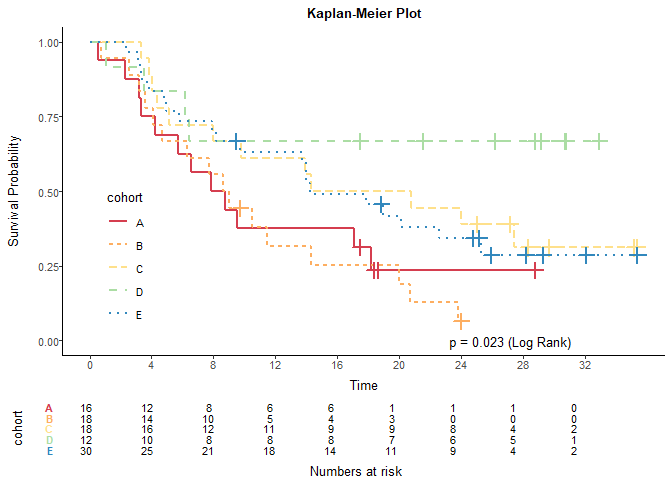 Kaplan-Meier Plot
Survival Probability
1.00
0.75
0.50
0.25
0.00
cohort
A
B
C
D
E
p = 0.023 (Log Rank)
0 4 8 12 16 20 24 28 32
Time
cohort
A 16 12 8 6 6 1 1 1 0
B 18 14 10 5 4 3 0 0 0
C 18 16 12 11 9 9 8 4 2
D 12 10 8 8 8 7 6 5 1
E 30 25 21 18 14 11 9 4 2
Numbers at risk